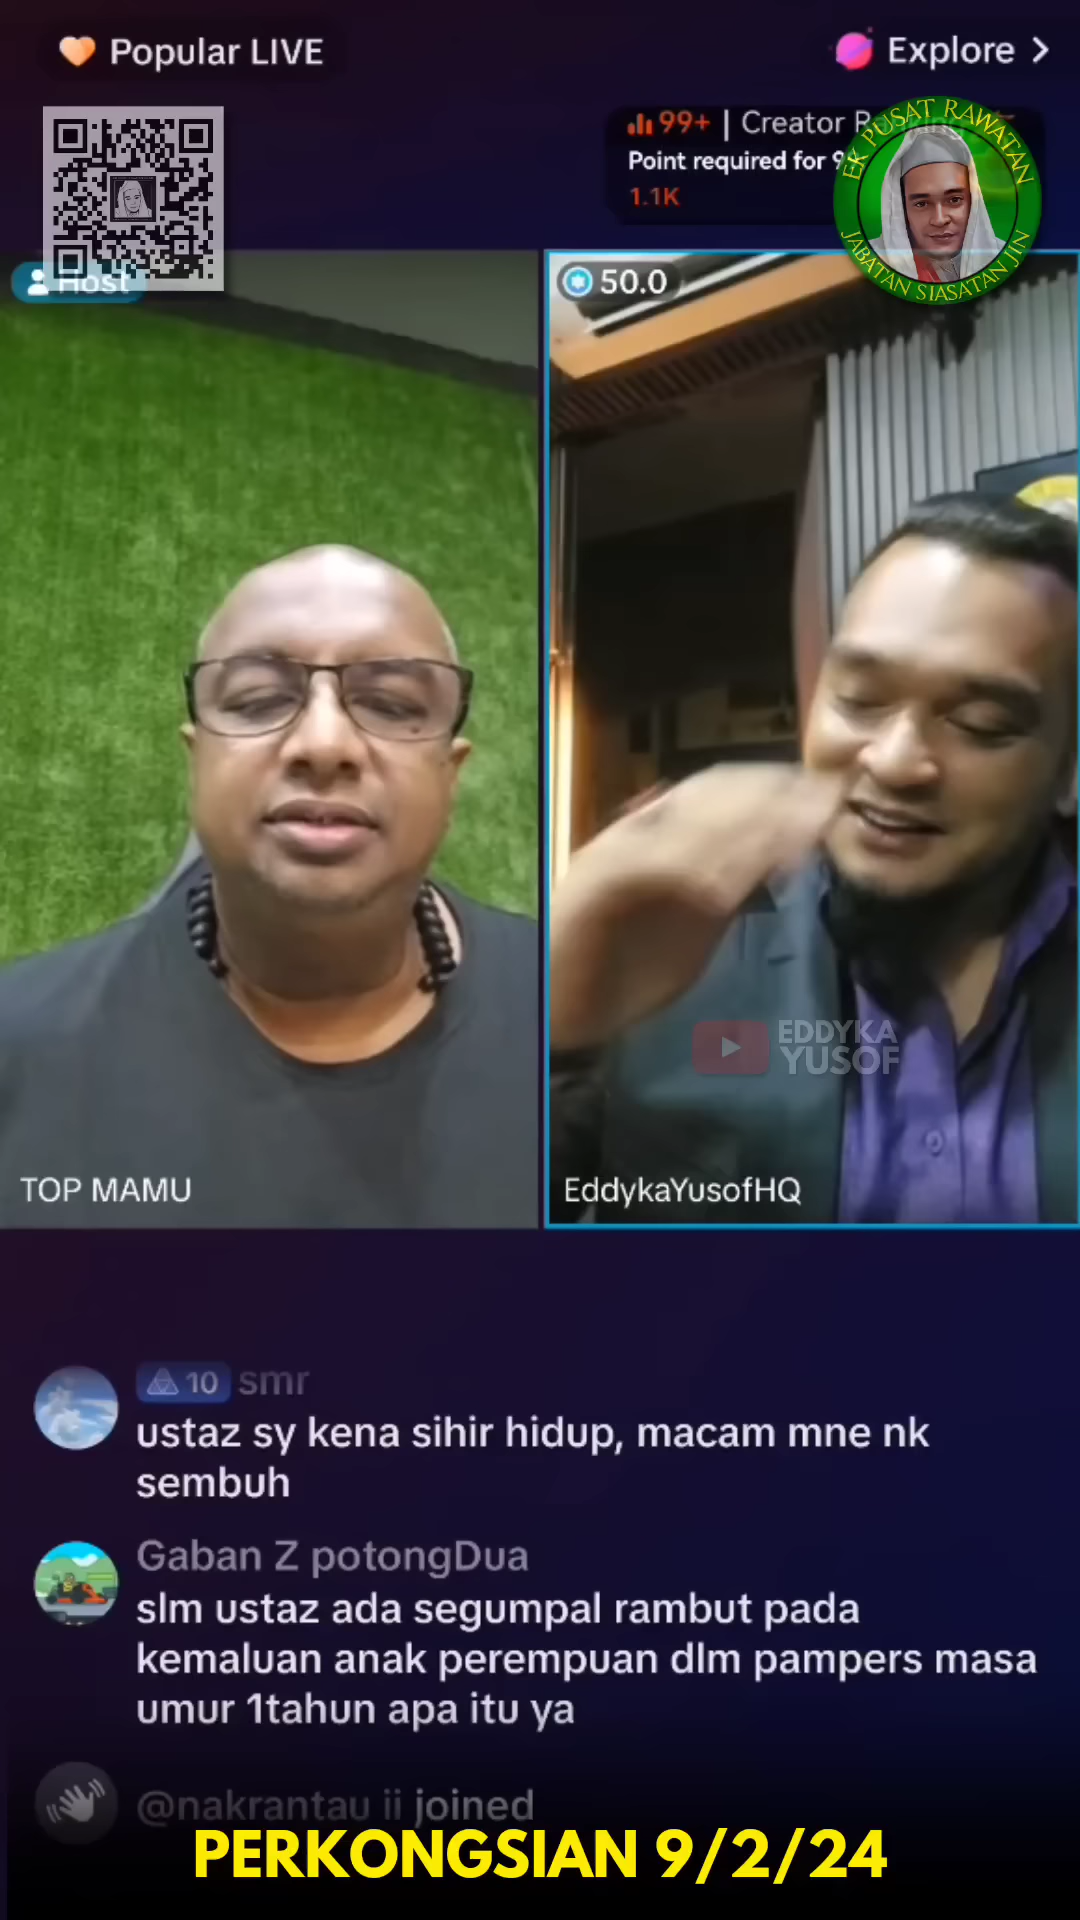 Popular LIVE
Explore >
99+ | Creator
Point required for 9
1.1K
EK PUSAT RAWATAN
JABATAN SIASATAN JIN
Host
50.0
EDDYKA
YUSOF
TOP MAMU
EddykaYusofHQ
10 smr
ustaz sy kena sihir hidup, macam mne nk
sembuh
Gaban Z potongDua
slm ustaz ada segumpal rambut pada
kemaluan anak perempuan dlm pampers masa
umur 1tahun apa itu ya
@nakrantau ii joined
PERKONGSIAN 9/2/24